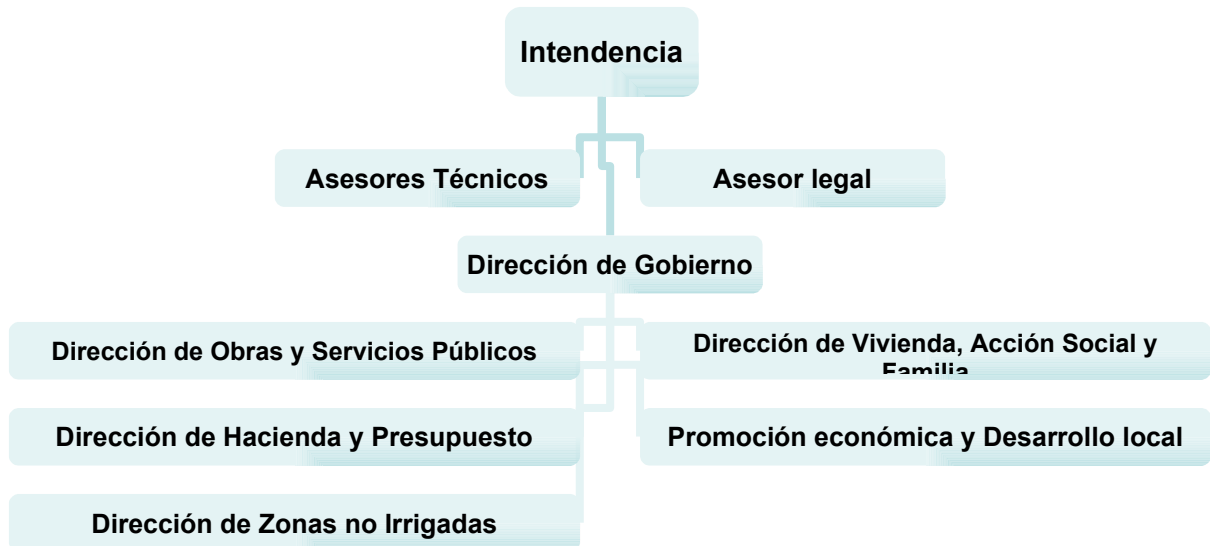 Intendencia
Asesores Técnicos
Asesor legal
Dirección de Gobierno
Dirección de Obras y Servicios Públicos
Dirección de Vivienda, Acción Social y
Familia
Dirección de Hacienda y Presupuesto
Promoción económica y Desarrollo local
Dirección de Zonas no Irrigadas